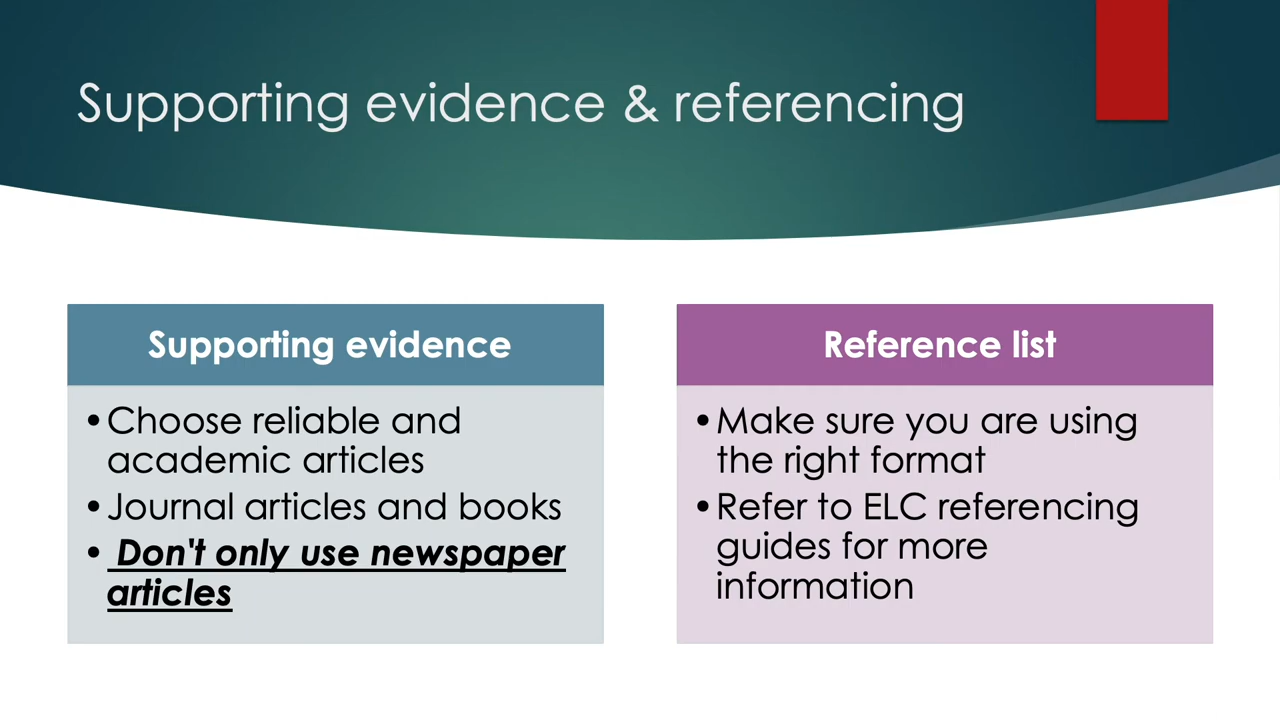 Supporting evidence & referencing
Supporting evidence
•Choose reliable and
academic articles
•Journal articles and books
• Don't only use newspaper
articles
Reference list
•Make sure you are using
the right format
•Refer to ELC referencing
guides for more
information